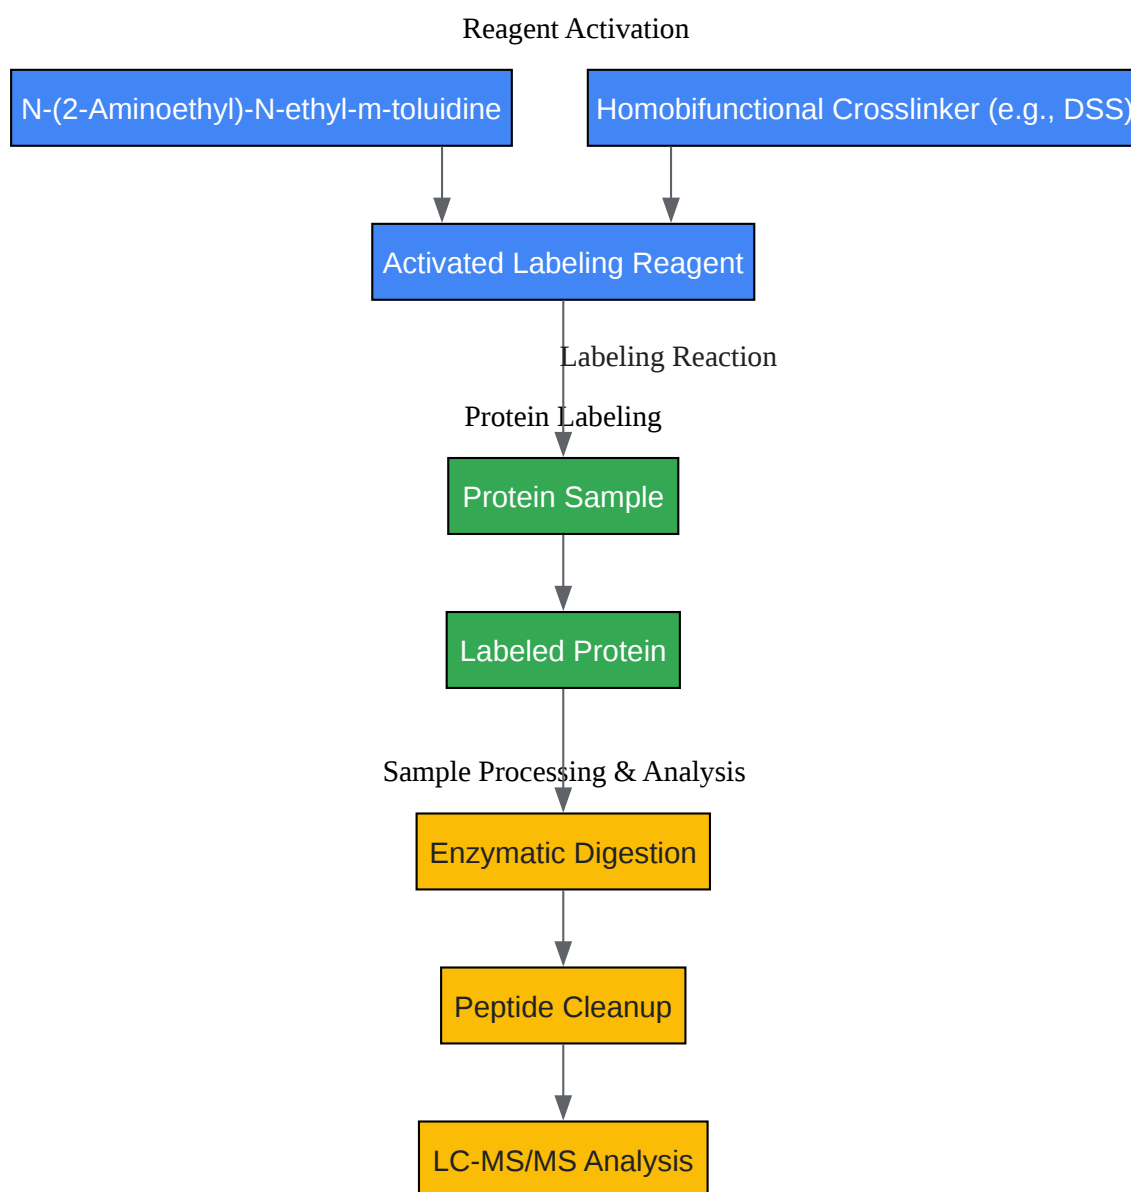 Reagent Activation
N-(2-Aminoethyl)-N-ethyl-m-toluidine
Homobifunctional Crosslinker (e.g., DSS)
Activated Labeling Reagent
Labeling Reaction
Protein Labeling
Protein Sample
Labeled Protein
Sample Processing & Analysis
Enzymatic Digestion
Peptide Cleanup
LC-MS/MS Analysis